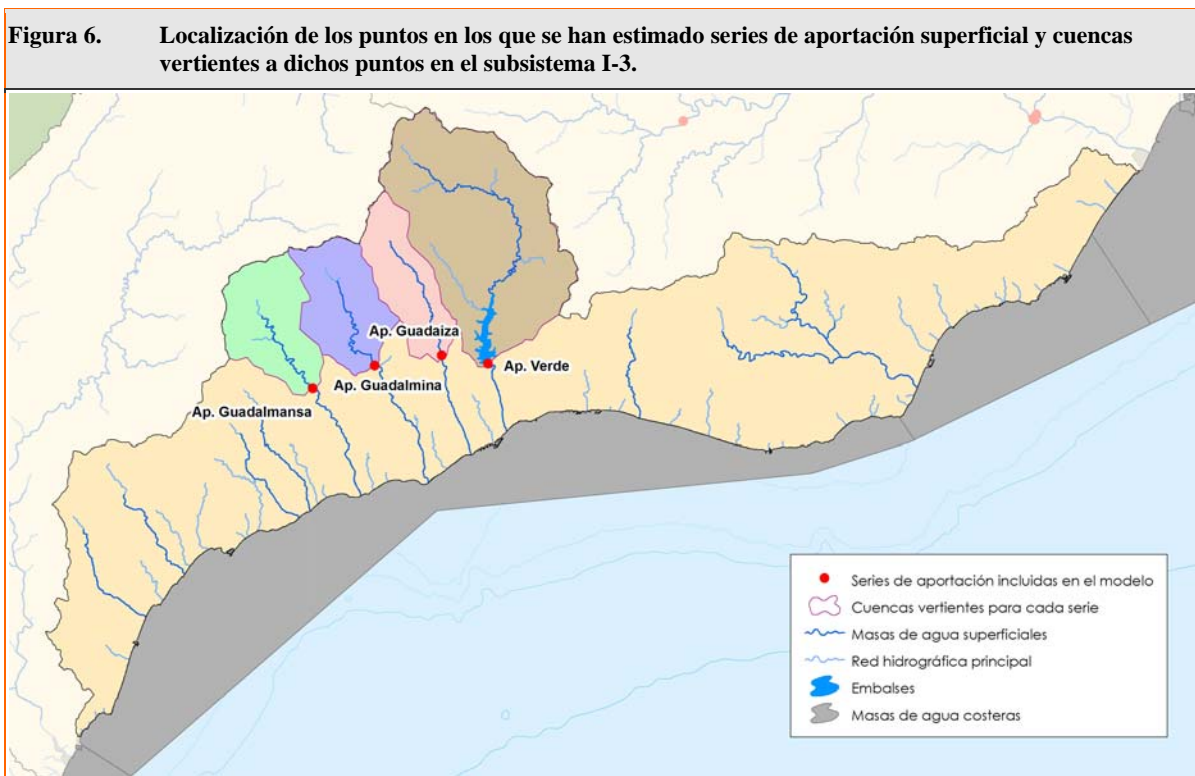 Figura 6. Localización de los puntos en los que se han estimado series de aportación superficial y cuencas
vertientes a dichos puntos en el subsistema I-3.
Ap. Guadaiza
Ap. Verde
Ap. Guadalmina
Ap. Guadalmansa
Series de aportación incluidas en el modelo
Cuencas vertientes para cada serie
Masas de agua superficiales
Red hidrográfica principal
Embalses
Masas de agua costeras